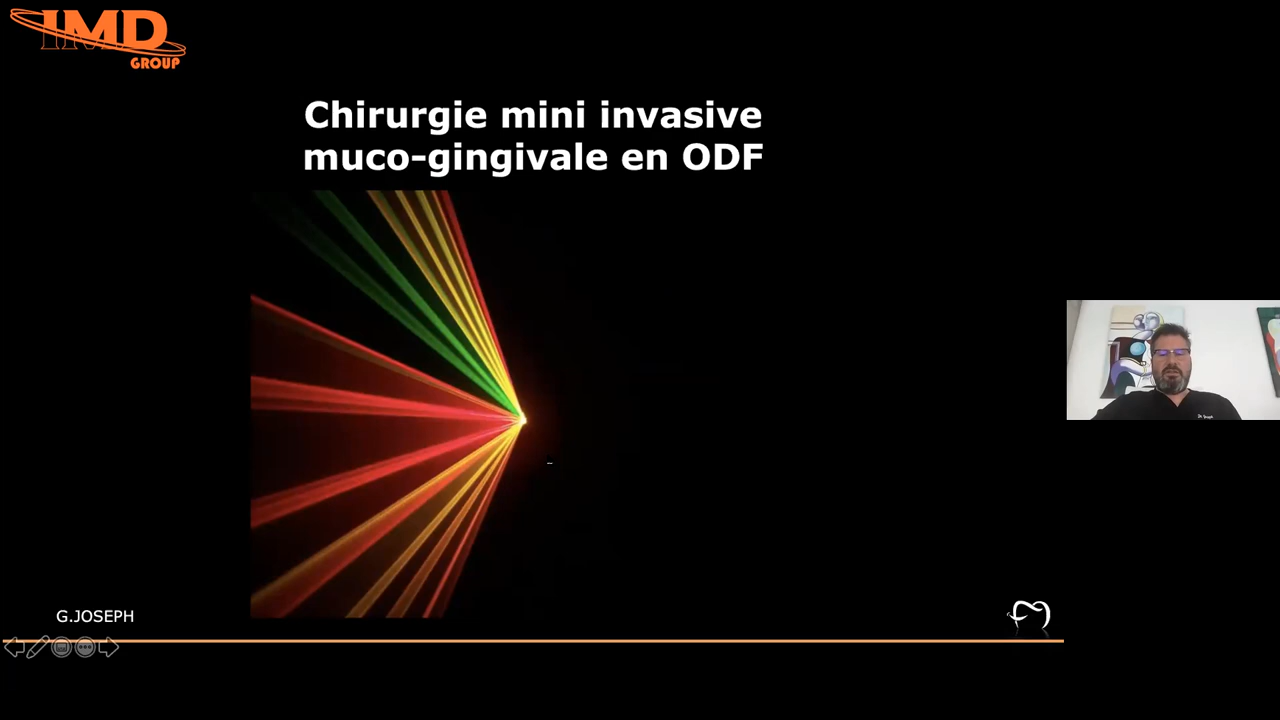 IMD
GROUP
Chirurgie mini invasive
muco-gingivale en ODF
G.JOSEPH